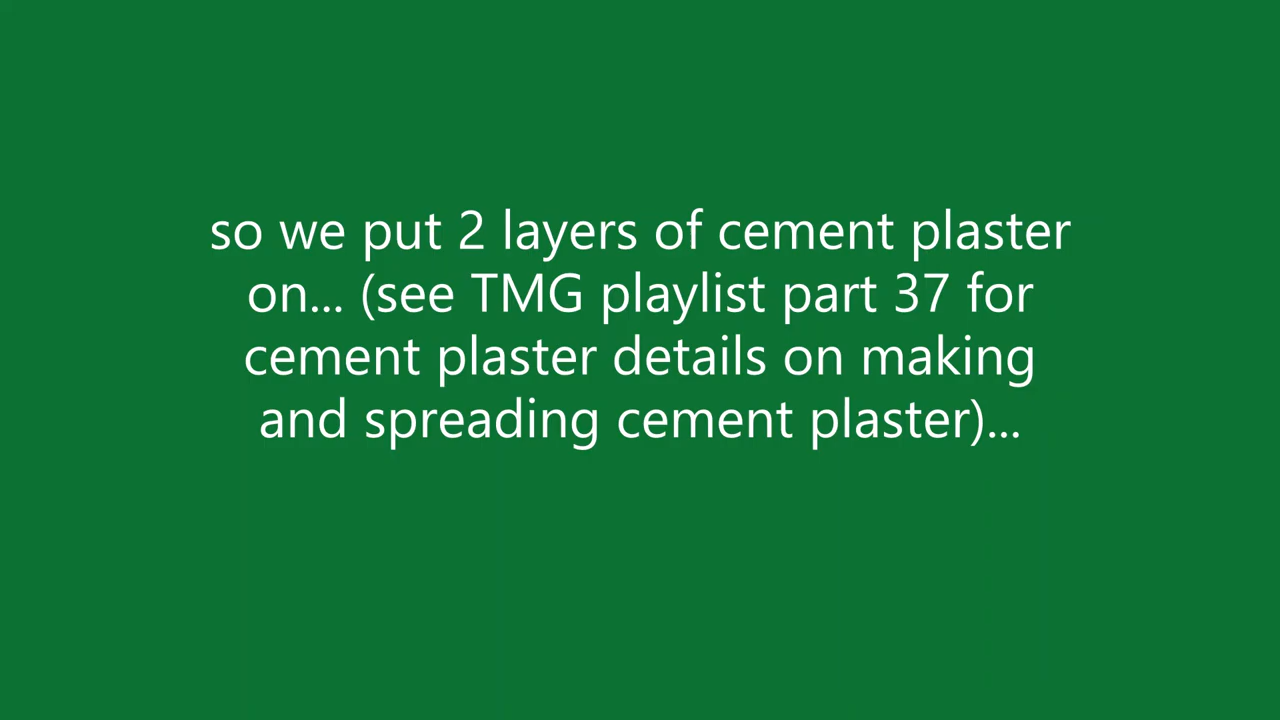 so we put 2 layers of cement plaster
on... (see TMG playlist part 37 for
cement plaster details on making
and spreading cement plaster)...